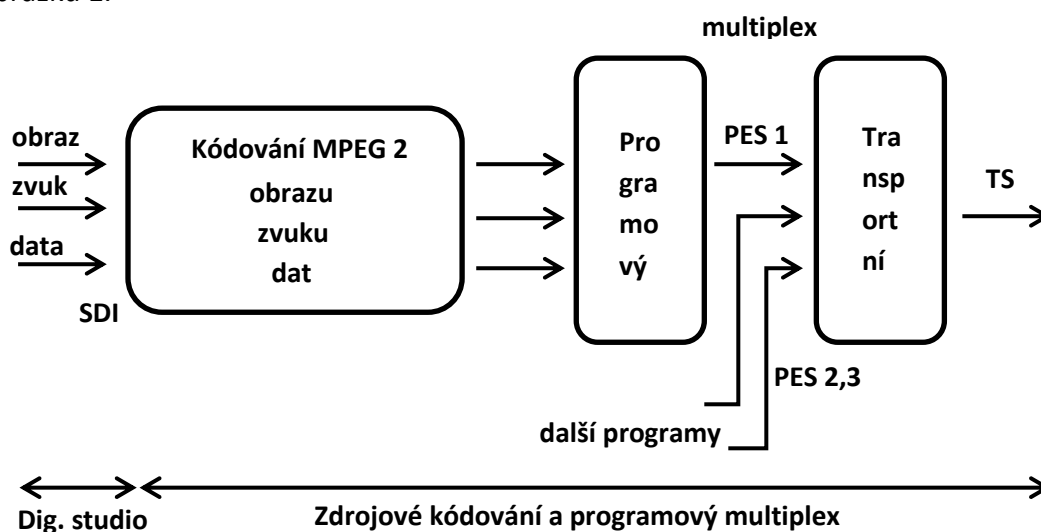 multiplex
obraz
zvuk
data
SDI
Kódování MPEG 2
obrazu
zvuku
dat
Pro
gra
mo
vý
PES 1
Tra
nsp
ort
ní
TS
PES 2,3
další programy
Dig. studio
Zdrojové kódování a programový multiplex